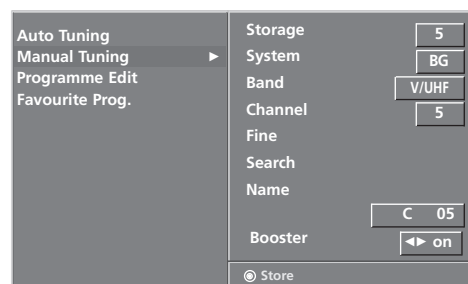 Auto Tuning
Manual Tuning ►
Programme Edit
Favourite Prog.
Storage 5
System BG
Band V/UHF
Channel 5
Fine
Search
Name
C 05
Booster ◄► on
Store